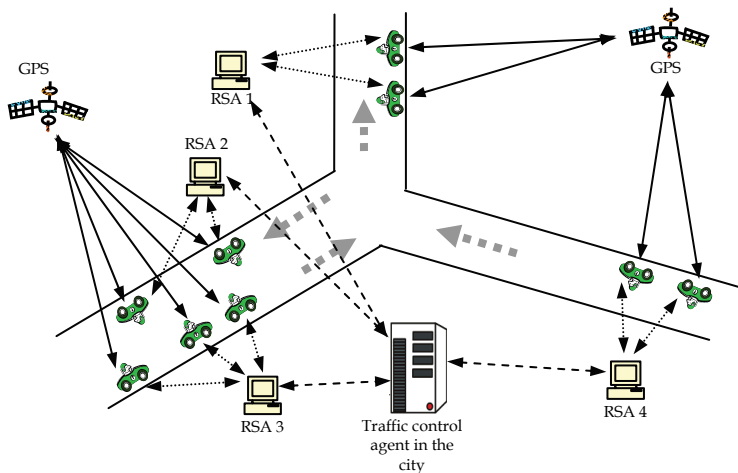 GPS
RSA 1
GPS
RSA 2
RSA 3
RSA 4
Traffic control
agent in the
city